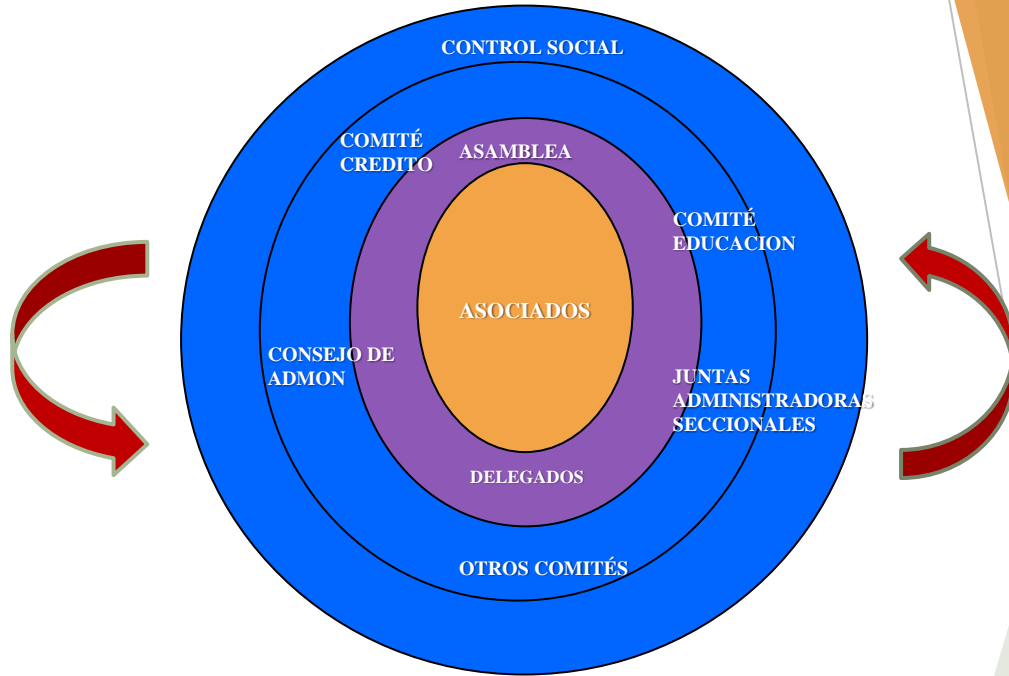 CONTROL SOCIAL
COMITÉ
CREDITO
ASAMBLEA
COMITÉ
EDUCACION
ASOCIADOS
CONSEJO DE
ADMON
JUNTAS
ADMINISTRADORAS
SECCIONALES
DELEGADOS
OTROS COMITÉS